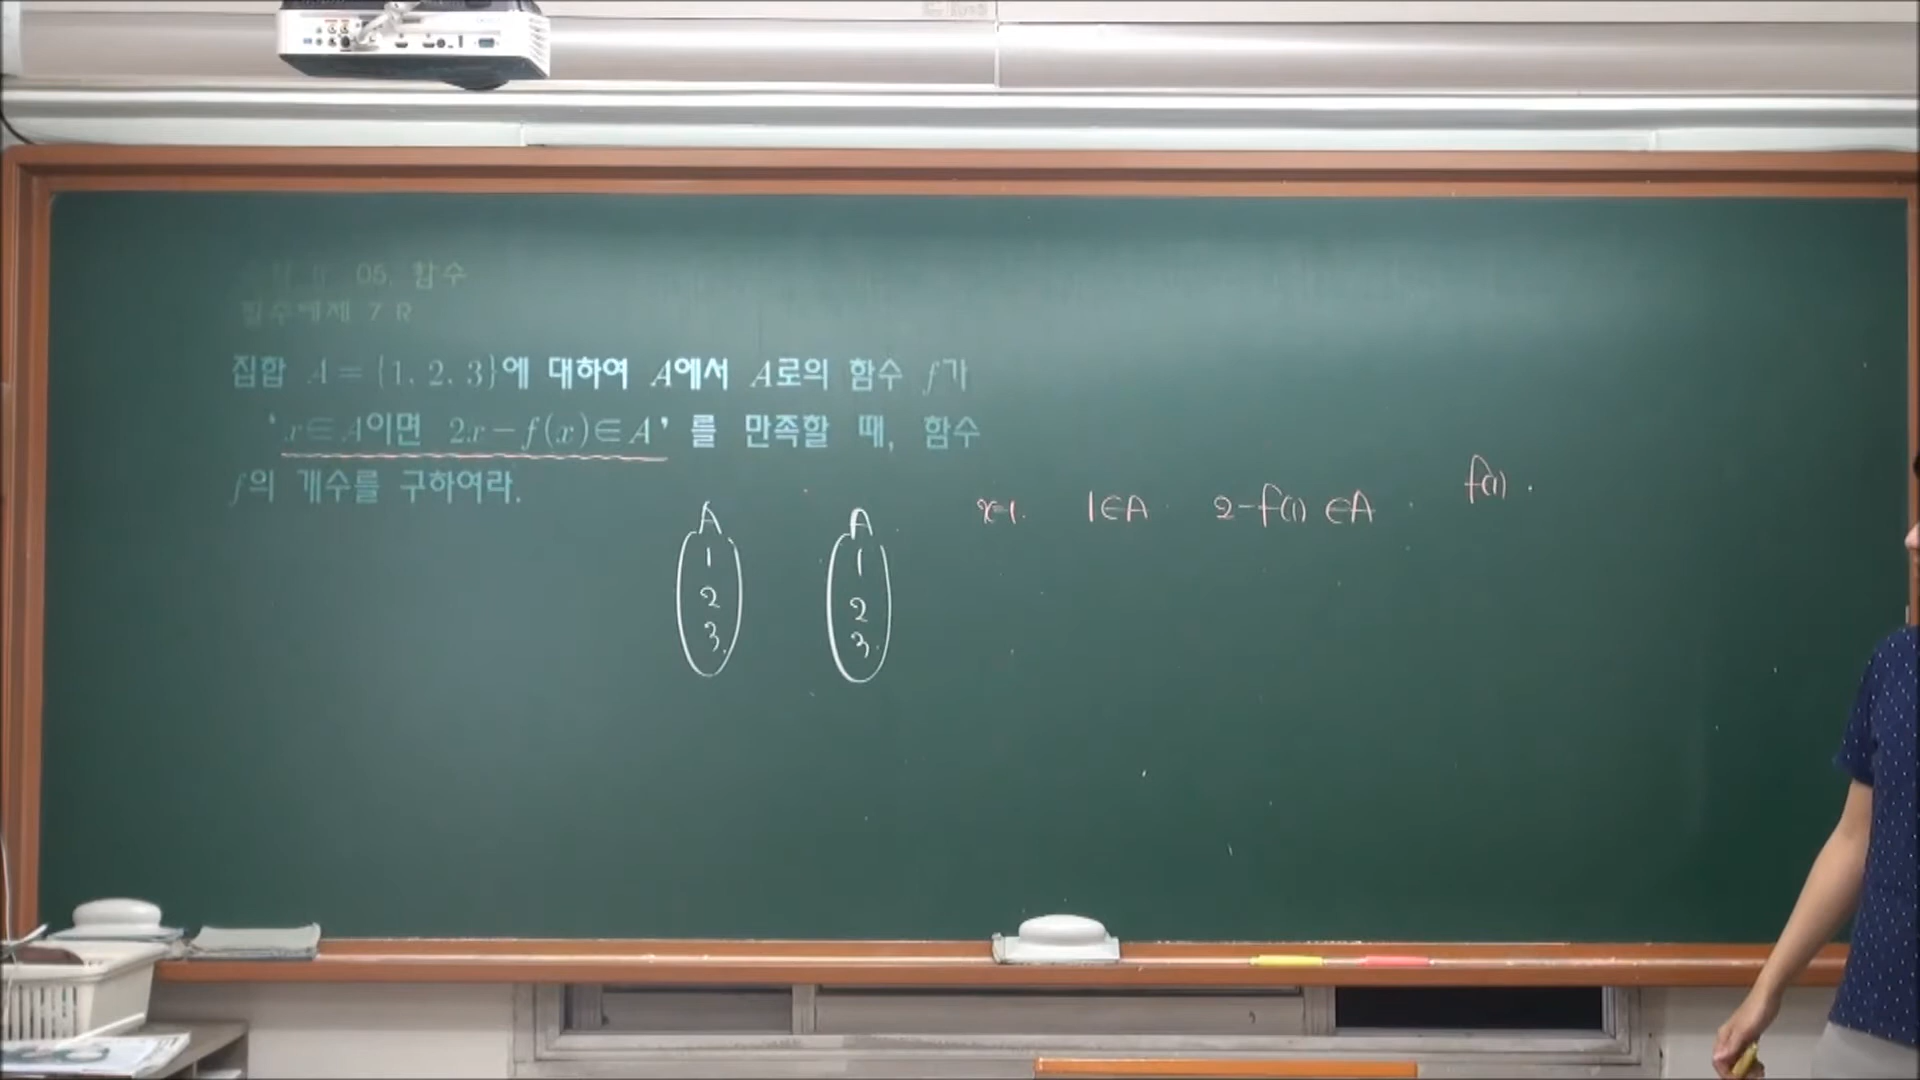 05. 함수
함수예제 7 R
집합 A = {1, 2, 3}에 대하여 A에서 A로의 함수 f가
‘x∈A이면 2x−f(x)∈A’를 만족할 때, 함수
f의 개수를 구하여라.
A A
1 1
2 2
3. 3.
x=1. 1∈A 2−f(1) ∈A f(1) .